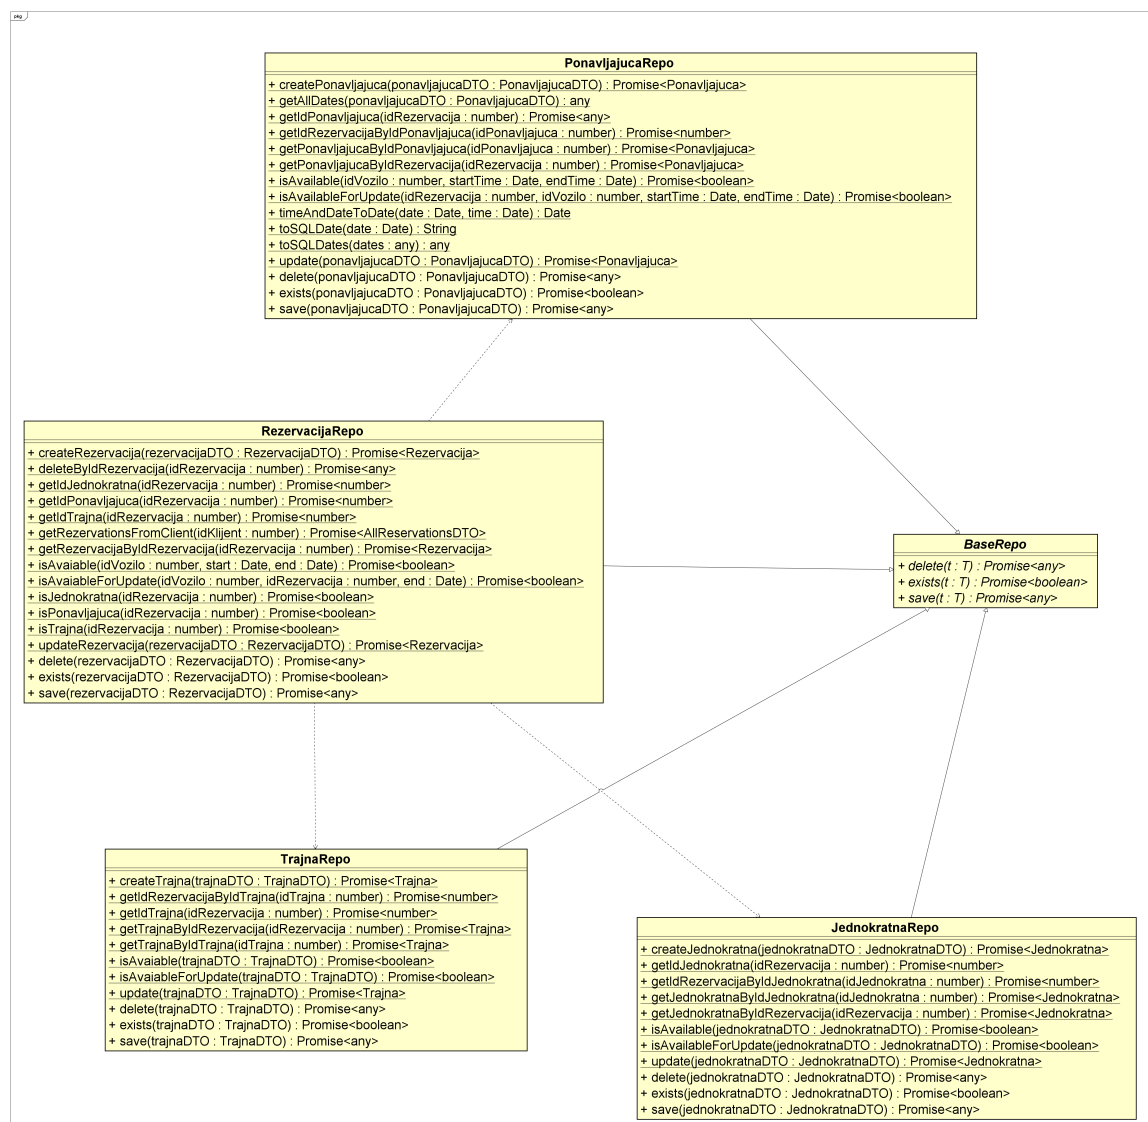 pkg
PonavljajucaRepo
+ createPonavljajuca(ponavljajucaDTO : PonavljajucaDTO) : Promise<Ponavljajuca>
+ getAllDates(ponavljajucaDTO : PonavljajucaDTO) : any
+ getIdPonavljajuca(idRezervacija : number) : Promise<any>
+ getIdRezervacijaByIdPonavljajuca(idPonavljajuca : number) : Promise<number>
+ getPonavljajucaByIdPonavljajuca(idPonavljajuca : number) : Promise<Ponavljajuca>
+ getPonavljajucaByIdRezervacija(idRezervacija : number) : Promise<Ponavljajuca>
+ isAvailable(idVozilo : number, startTime : Date, endTime : Date) : Promise<boolean>
+ isAvailableForUpdate(idRezervacija : number, idVozilo : number, startTime : Date, endTime : Date) : Promise<boolean>
+ timeAndDateToDate(date : Date, time : Date) : Date
+ toSQLDate(date : Date) : String
+ toSQLDates(dates : any) : any
+ update(ponavljajucaDTO : PonavljajucaDTO) : Promise<Ponavljajuca>
+ delete(ponavljajucaDTO : PonavljajucaDTO) : Promise<any>
+ exists(ponavljajucaDTO : PonavljajucaDTO) : Promise<boolean>
+ save(ponavljajucaDTO : PonavljajucaDTO) : Promise<any>
RezervacijaRepo
+ createRezervacija(rezervacijaDTO : RezervacijaDTO) : Promise<Rezervacija>
+ deleteByIdRezervacija(idRezervacija : number) : Promise<any>
+ getIdJednokratna(idRezervacija : number) : Promise<number>
+ getIdPonavljajuca(idRezervacija : number) : Promise<number>
+ getIdTrajna(idRezervacija : number) : Promise<number>
+ getRezervationsFromClient(idKlijent : number) : Promise<AllReservationsDTO>
+ getRezervacijaByIdRezervacija(idRezervacija : number) : Promise<Rezervacija>
+ isAvaiable(idVozilo : number, start : Date, end : Date) : Promise<boolean>
+ isAvaiableForUpdate(idVozilo : number, idRezervacija : number, end : Date) : Promise<boolean>
+ isJednokratna(idRezervacija : number) : Promise<boolean>
+ isPonavljajuca(idRezervacija : number) : Promise<boolean>
+ isTrajna(idRezervacija : number) : Promise<boolean>
+ updateRezervacija(rezervacijaDTO : RezervacijaDTO) : Promise<Rezervacija>
+ delete(rezervacijaDTO : RezervacijaDTO) : Promise<any>
+ exists(rezervacijaDTO : RezervacijaDTO) : Promise<boolean>
+ save(rezervacijaDTO : RezervacijaDTO) : Promise<any>
BaseRepo
+ delete(t : T) : Promise<any>
+ exists(t : T) : Promise<boolean>
+ save(t : T) : Promise<any>
TrajnaRepo
+ createTrajna(trajnaDTO : TrajnaDTO) : Promise<Trajna>
+ getIdRezervacijaByIdTrajna(idTrajna : number) : Promise<number>
+ getIdTrajna(idRezervacija : number) : Promise<number>
+ getTrajnaByIdRezervacija(idRezervacija : number) : Promise<Trajna>
+ getTrajnaByIdTrajna(idTrajna : number) : Promise<Trajna>
+ isAvaiable(trajnaDTO : TrajnaDTO) : Promise<boolean>
+ isAvaiableForUpdate(trajnaDTO : TrajnaDTO) : Promise<boolean>
+ update(trajnaDTO : TrajnaDTO) : Promise<Trajna>
+ delete(trajnaDTO : TrajnaDTO) : Promise<any>
+ exists(trajnaDTO : TrajnaDTO) : Promise<boolean>
+ save(trajnaDTO : TrajnaDTO) : Promise<any>
JednokratnaRepo
+ createJednokratna(jednokratnaDTO : JednokratnaDTO) : Promise<Jednokratna>
+ getIdJednokratna(idRezervacija : number) : Promise<number>
+ getIdRezervacijaByIdJednokratna(idJednokratna : number) : Promise<number>
+ getJednokratnaByIdJednokratna(idJednokratna : number) : Promise<Jednokratna>
+ getJednokratnaByIdRezervacija(idRezervacija : number) : Promise<Jednokratna>
+ isAvailable(jednokratnaDTO : JednokratnaDTO) : Promise<boolean>
+ isAvailableForUpdate(jednokratnaDTO : JednokratnaDTO) : Promise<boolean>
+ update(jednokratnaDTO : JednokratnaDTO) : Promise<Jednokratna>
+ delete(jednokratnaDTO : JednokratnaDTO) : Promise<any>
+ exists(jednokratnaDTO : JednokratnaDTO) : Promise<boolean>
+ save(jednokratnaDTO : JednokratnaDTO) : Promise<any>